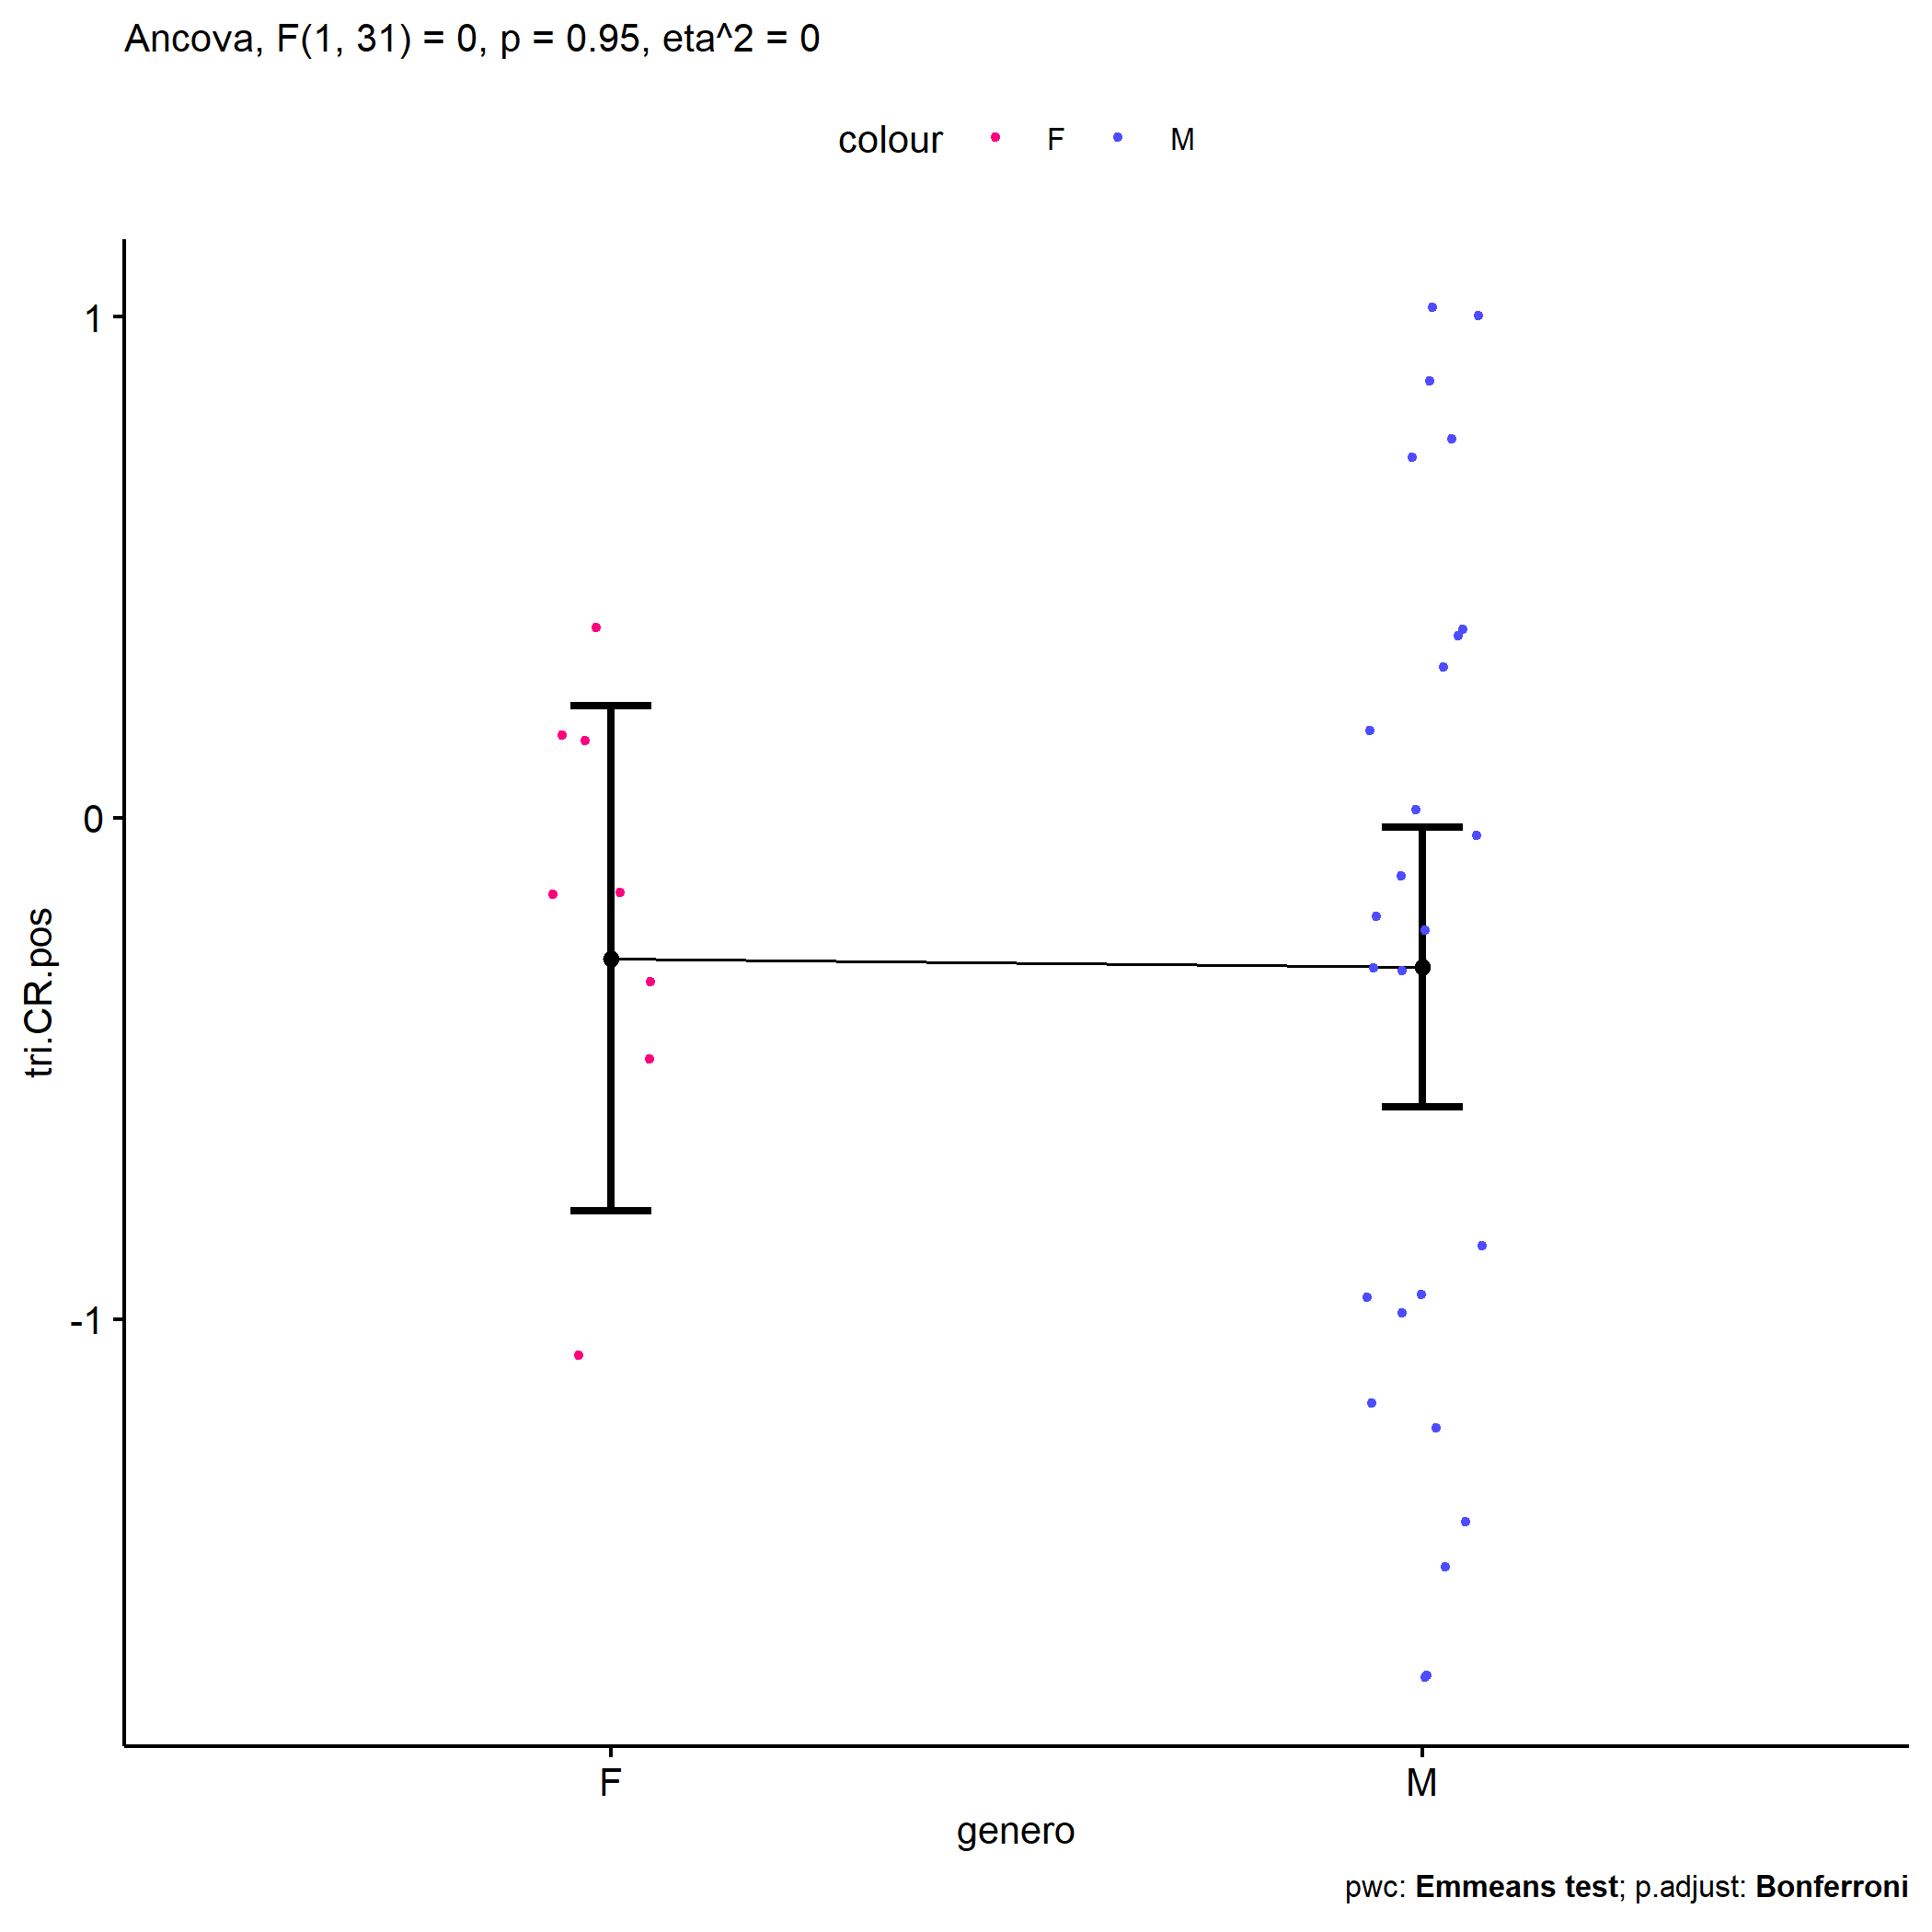 Ancova, F(1, 31) = 0, p = 0.95, eta^2 = 0
colour F M
1
0
-1
tri.CR.pos
F M
genero
pwc: Emmeans test; p.adjust: Bonferroni